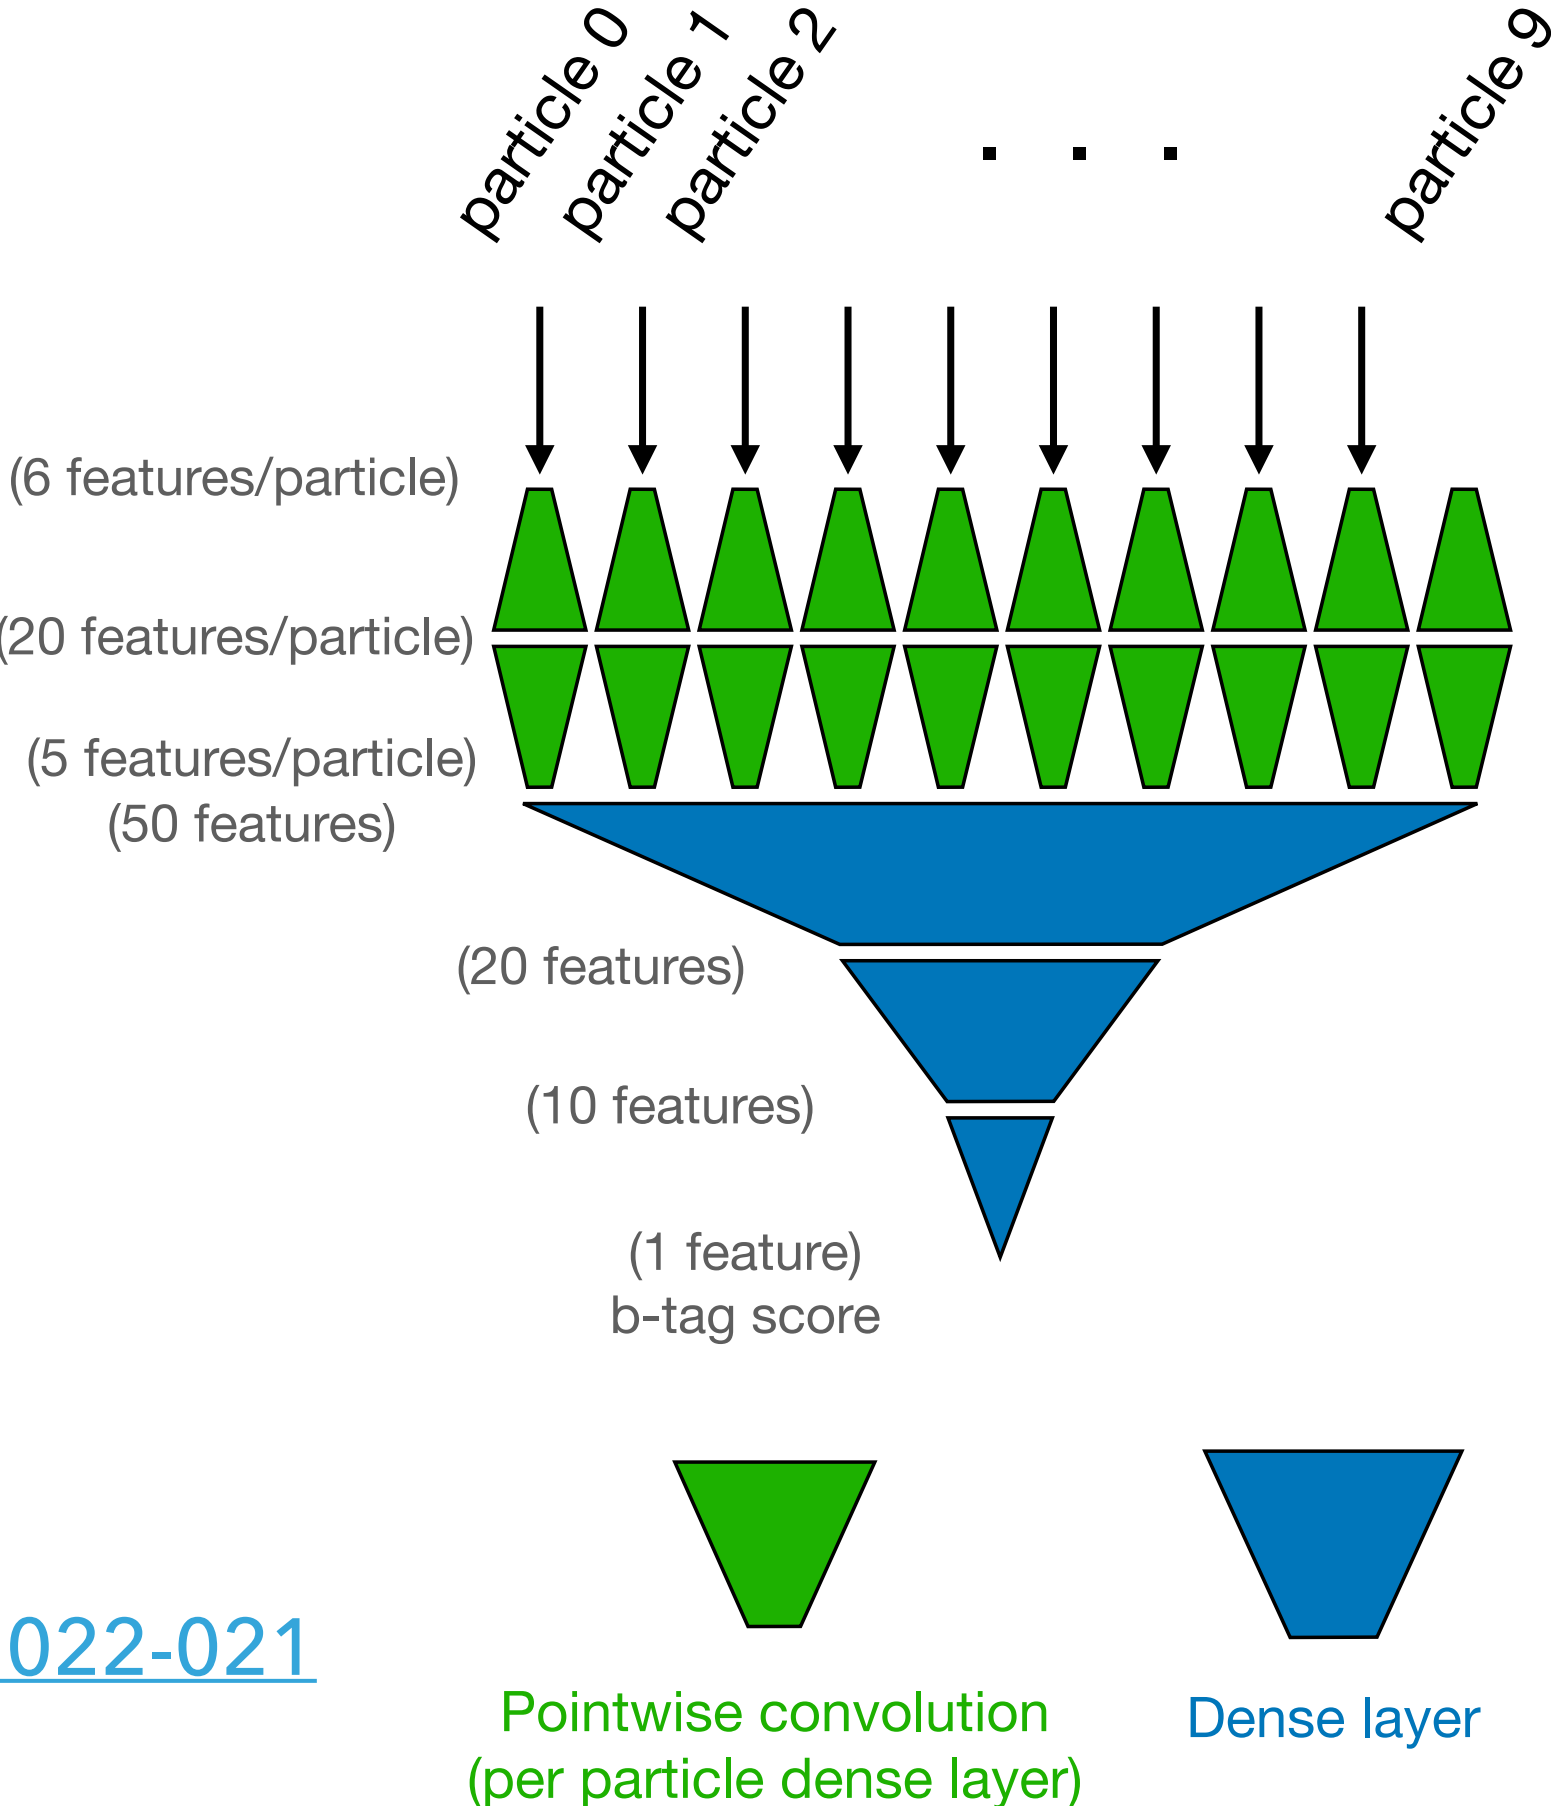 particle 0
particle 1
particle 2
. . .
particle 9
(6 features/particle)
(20 features/particle)
(5 features/particle)
(50 features)
(20 features)
(10 features)
(1 feature)
b-tag score
022-021
Pointwise convolution
(per particle dense layer)
Dense layer